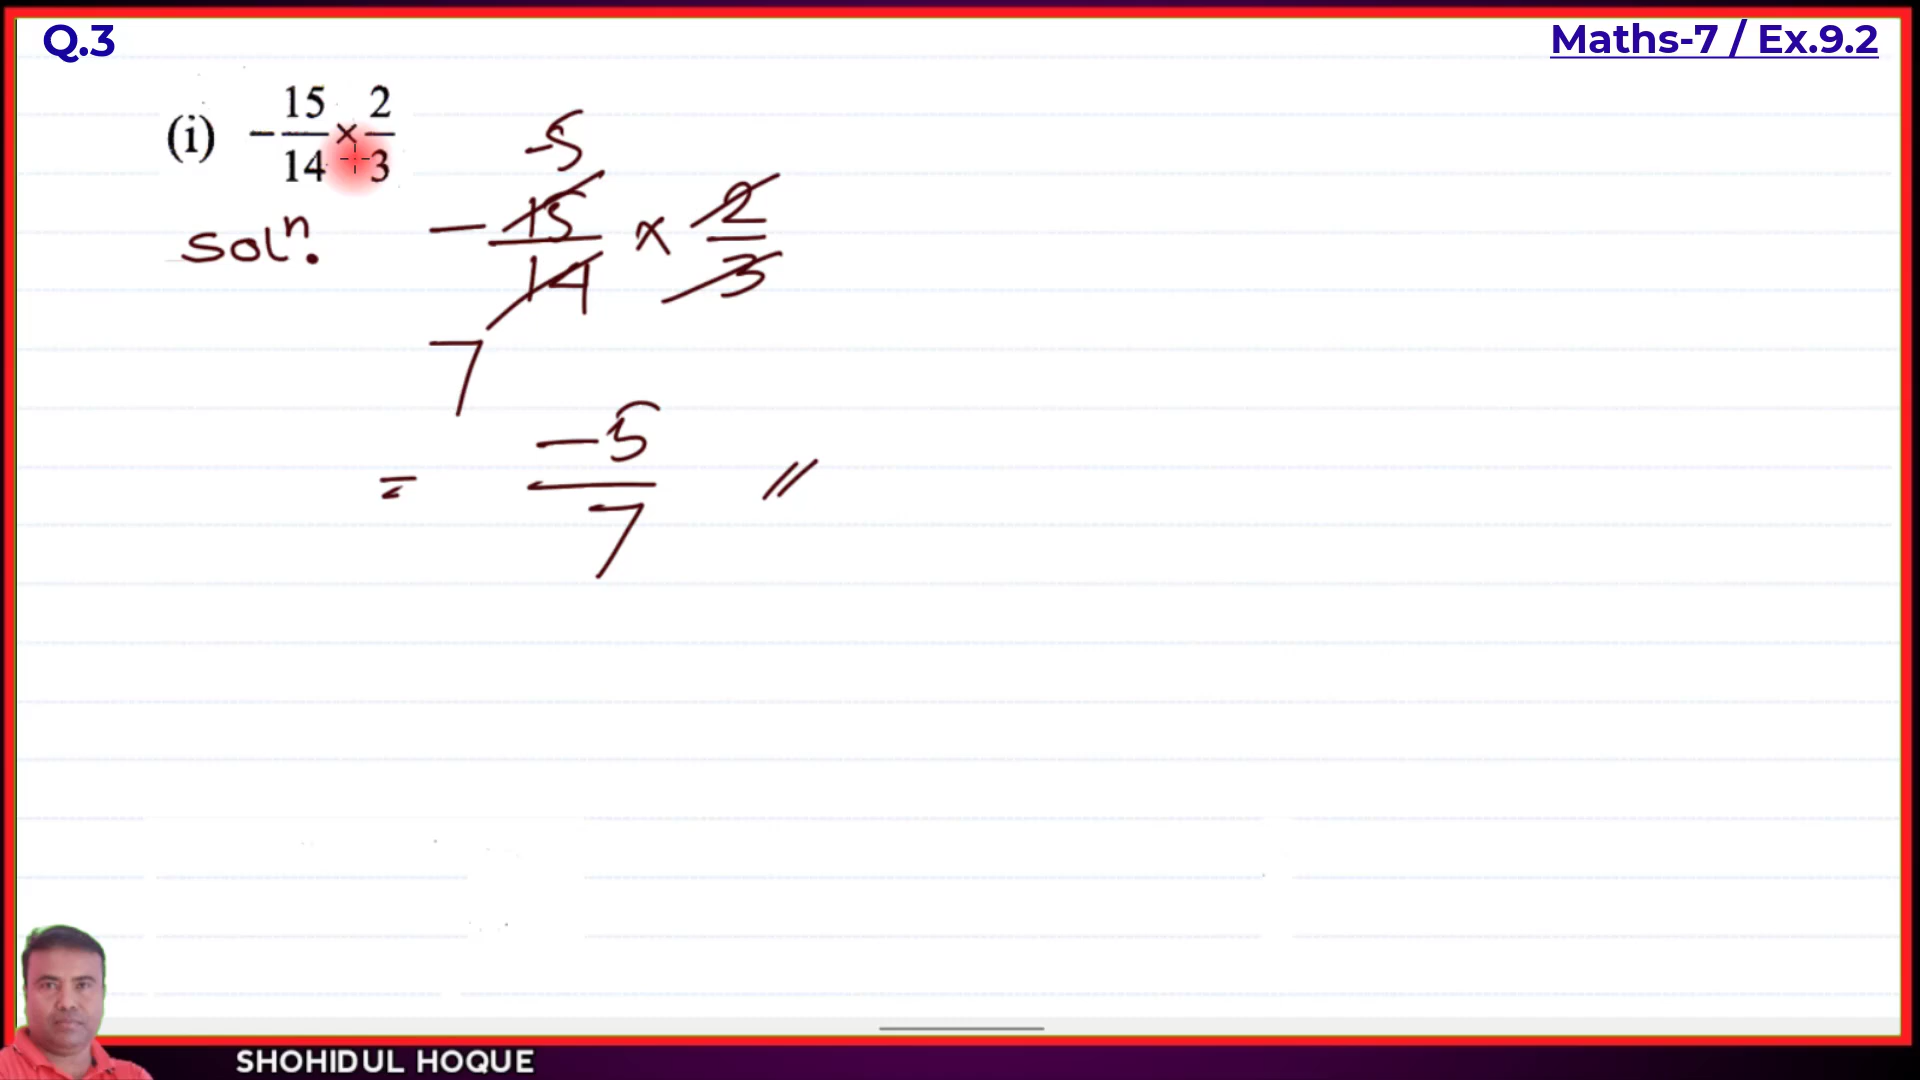 Q.3
Maths-7 / Ex.9.2
(i) -15/14 × 2/3
-5
Solⁿ. -15/14 × 2/3
7
= -5/7 //
SHOHIDUL HOQUE